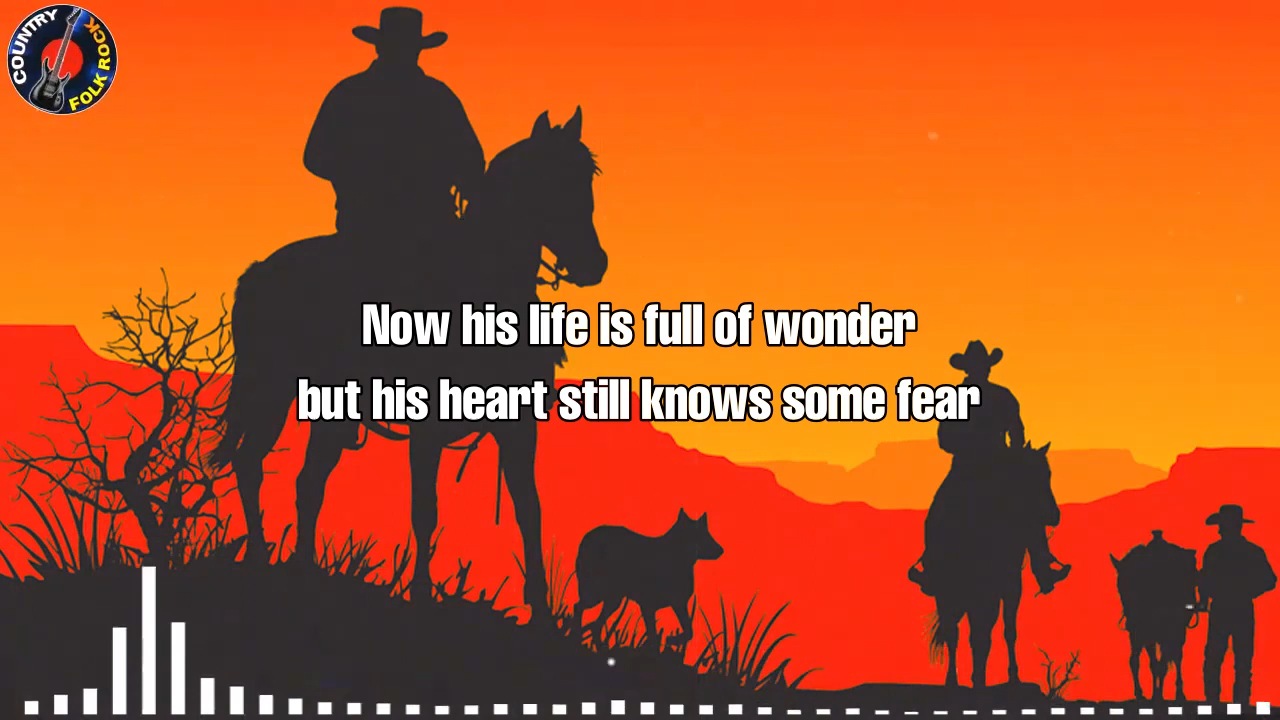 COUNTRY
FOLK ROCK
Now his life is full of wonder
but his heart still knows some fear